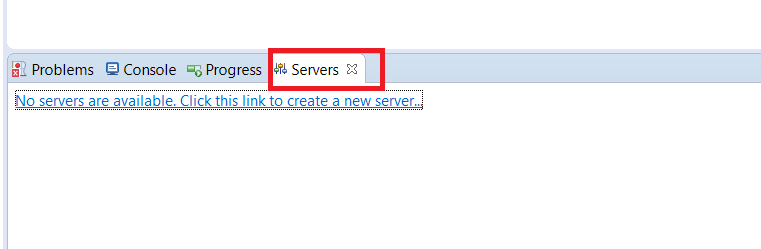 Problems Console Progress Servers
No servers are available. Click this link to create a new server...